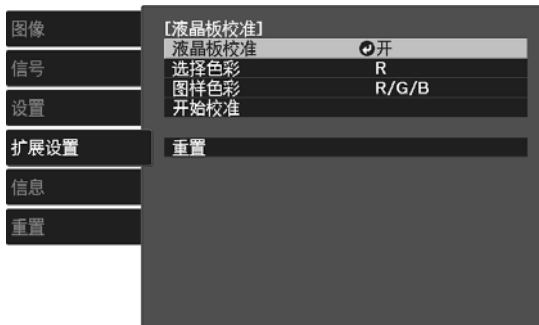 图像
信号
设置
扩展设置
信息
重置
[液晶板校准]
液晶板校准 开
选择色彩 R
图样色彩 R/G/B
开始校准
重置